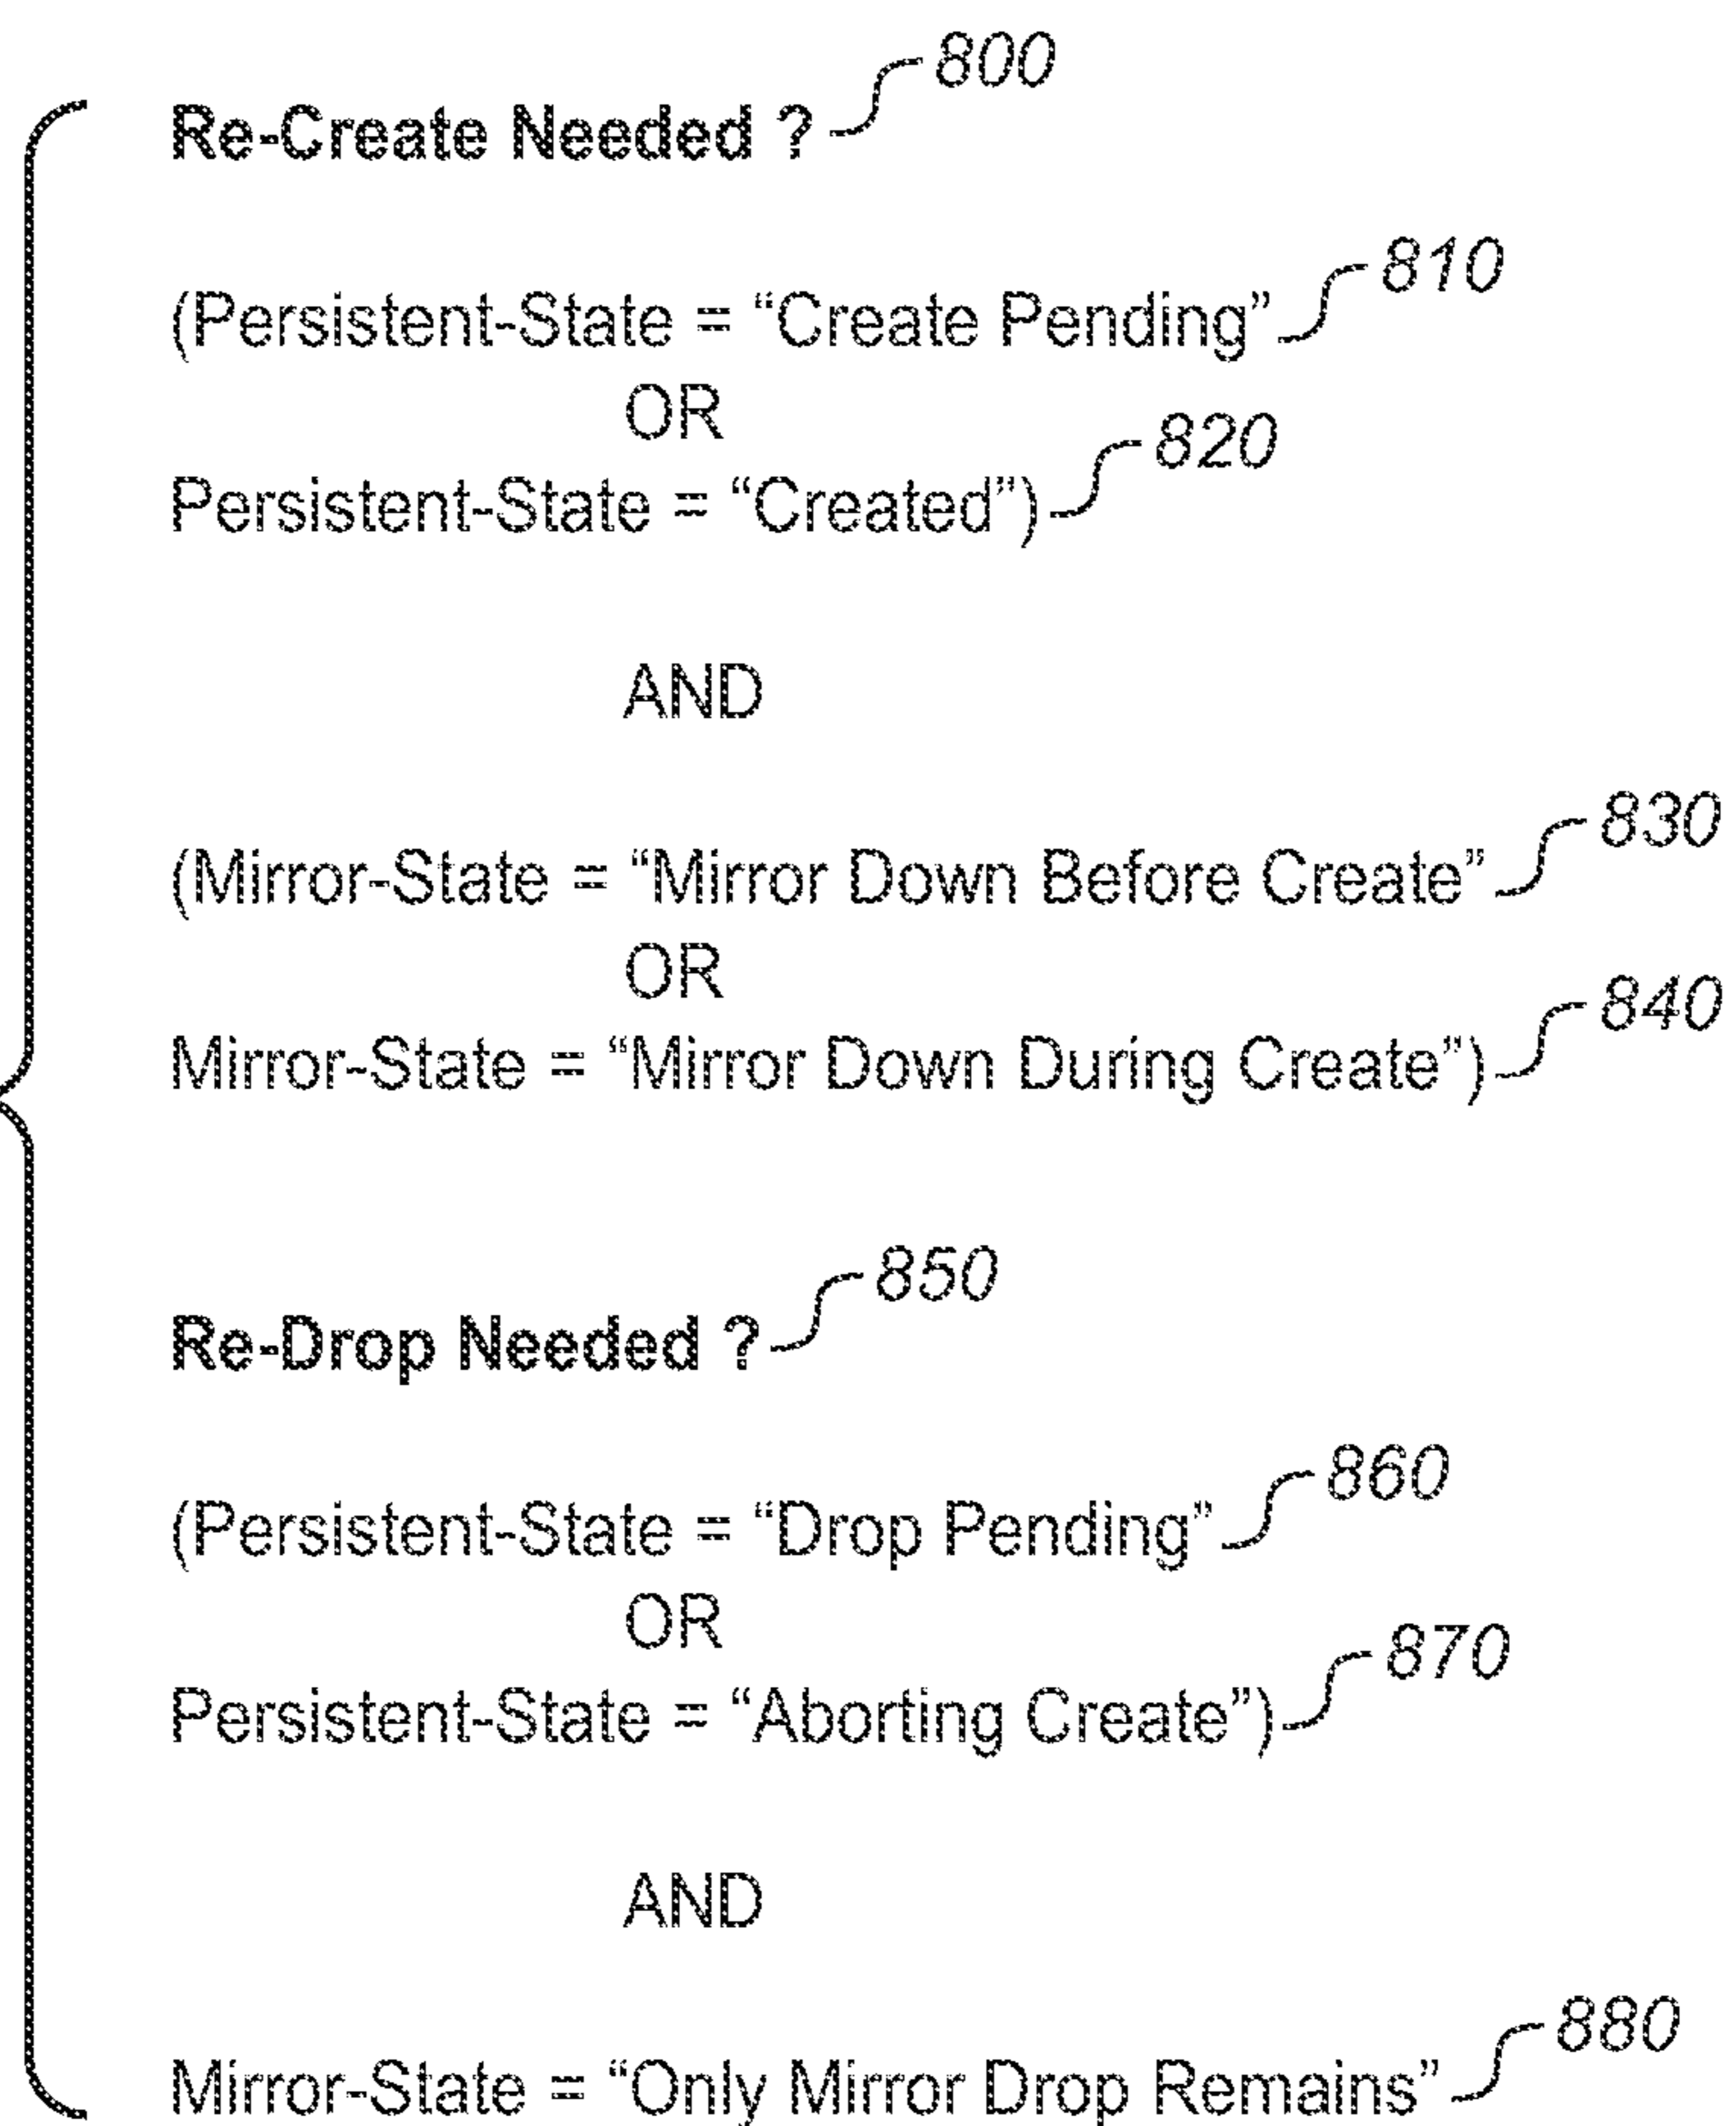 Re-Create Needed ? 800
(Persistent-State = “Create Pending” 810
OR
Persistent-State = “Created”) 820
AND
(Mirror-State = “Mirror Down Before Create” 830
OR
Mirror-State = “Mirror Down During Create”) 840
Re-Drop Needed ? 850
(Persistent-State = “Drop Pending” 860
OR
Persistent-State = “Aborting Create”) 870
AND
Mirror-State = “Only Mirror Drop Remains” 880